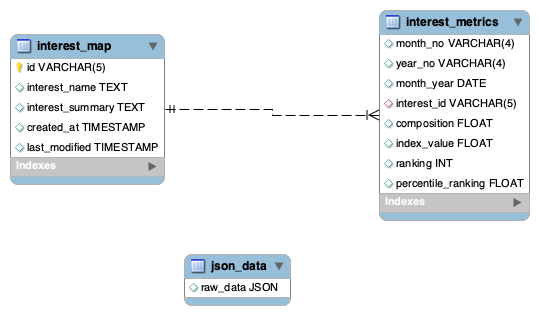 interest_map
id VARCHAR(5)
interest_name TEXT
interest_summary TEXT
created_at TIMESTAMP
last_modified TIMESTAMP
Indexes
interest_metrics
month_no VARCHAR(4)
year_no VARCHAR(4)
month_year DATE
interest_id VARCHAR(5)
composition FLOAT
index_value FLOAT
ranking INT
percentile_ranking FLOAT
Indexes
json_data
raw_data JSON